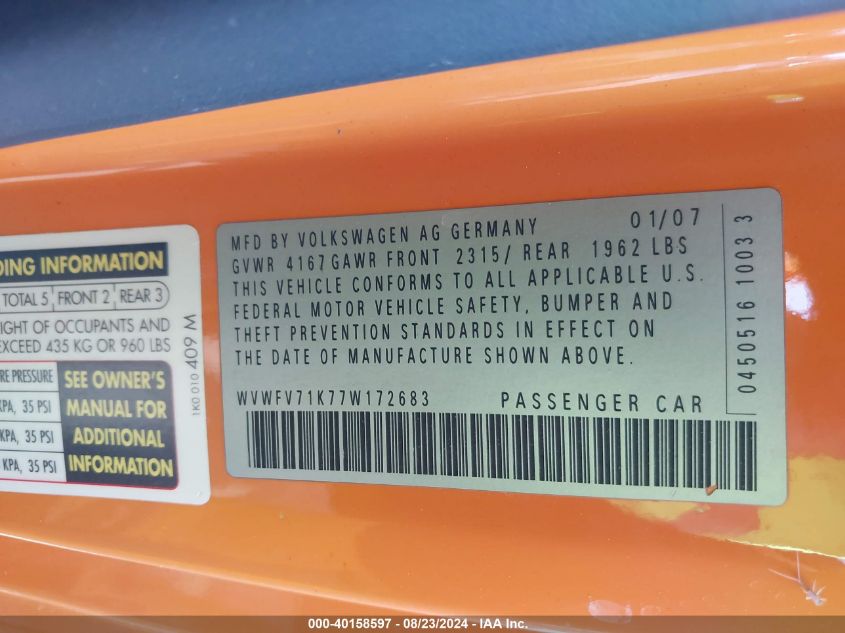 DING INFORMATION
TOTAL 5 FRONT 2 REAR 3
IGHT OF OCCUPANTS AND
EXCEED 435 KG OR 960 LBS
RE PRESSURE
KPA, 35 PSI
KPA, 35 PSI
KPA, 35 PSI
SEE OWNER'S
MANUAL FOR
ADDITIONAL
INFORMATION
1K0 010 409 M
MFD BY VOLKSWAGEN AG GERMANY 01/07
GVWR 4167 GAWR FRONT 2315/ REAR 1962 LBS
THIS VEHICLE CONFORMS TO ALL APPLICABLE U.S.
FEDERAL MOTOR VEHICLE SAFETY, BUMPER AND
THEFT PREVENTION STANDARDS IN EFFECT ON
THE DATE OF MANUFACTURE SHOWN ABOVE.
WVWFV71K77W172683 PASSENGER CAR
0450516 1003 3
000-40158597 - 08/23/2024 - IAA Inc.